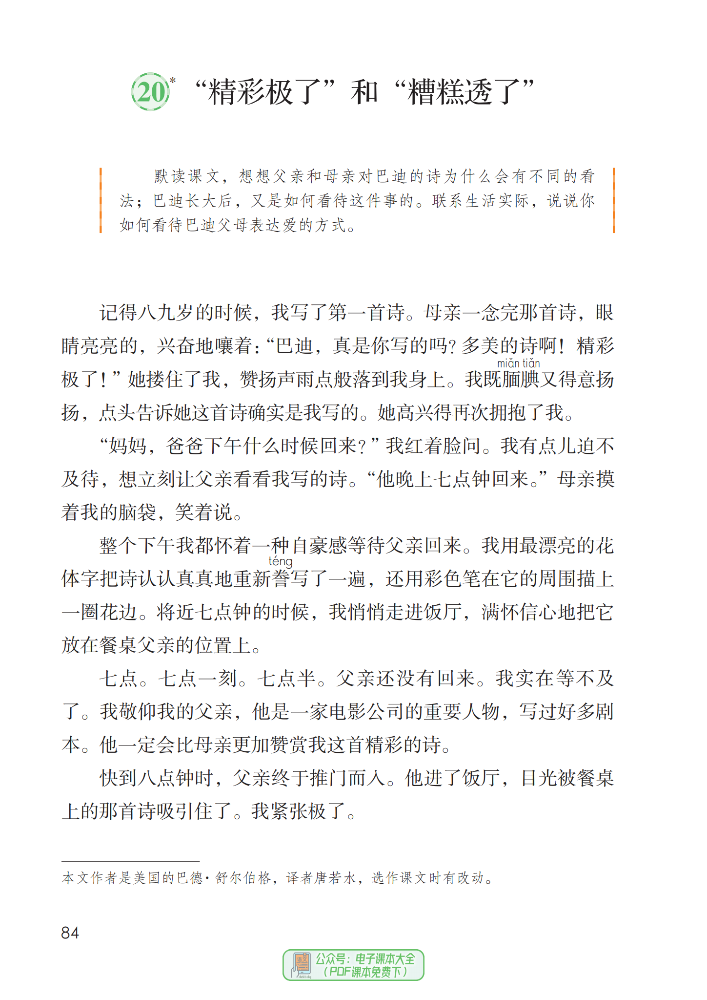 20* “精彩极了”和“糟糕透了”
默读课文，想想父亲和母亲对巴迪的诗为什么会有不同的看
法；巴迪长大后，又是如何看待这件事的。联系生活实际，说说你
如何看待巴迪父母表达爱的方式。
记得八九岁的时候，我写了第一首诗。母亲一念完那首诗，眼
睛亮亮的，兴奋地嚷着：“巴迪，真是你写的吗？多美的诗啊！精彩
miǎn tiǎn
极了！”她搂住了我，赞扬声雨点般落到我身上。我既腼腆又得意扬
扬，点头告诉她这首诗确实是我写的。她高兴得再次拥抱了我。
“妈妈，爸爸下午什么时候回来？”我红着脸问。我有点儿迫不
及待，想立刻让父亲看看我写的诗。“他晚上七点钟回来。”母亲摸
着我的脑袋，笑着说。
整个下午我都怀着一种自豪感等待父亲回来。我用最漂亮的花
téng
体字把诗认认真真地重新誊写了一遍，还用彩色笔在它的周围描上
一圈花边。将近七点钟的时候，我悄悄走进饭厅，满怀信心地把它
放在餐桌父亲的位置上。
七点。七点一刻。七点半。父亲还没有回来。我实在等不及
了。我敬仰我的父亲，他是一家电影公司的重要人物，写过好多剧
本。他一定会比母亲更加赞赏我这首精彩的诗。
快到八点钟时，父亲终于推门而入。他进了饭厅，目光被餐桌
上的那首诗吸引住了。我紧张极了。
本文作者是美国的巴德·舒尔伯格，译者唐若水，选作课文时有改动。
84
语文
dzkbdq
公众号：电子课本大全
（PDF课本免费下）